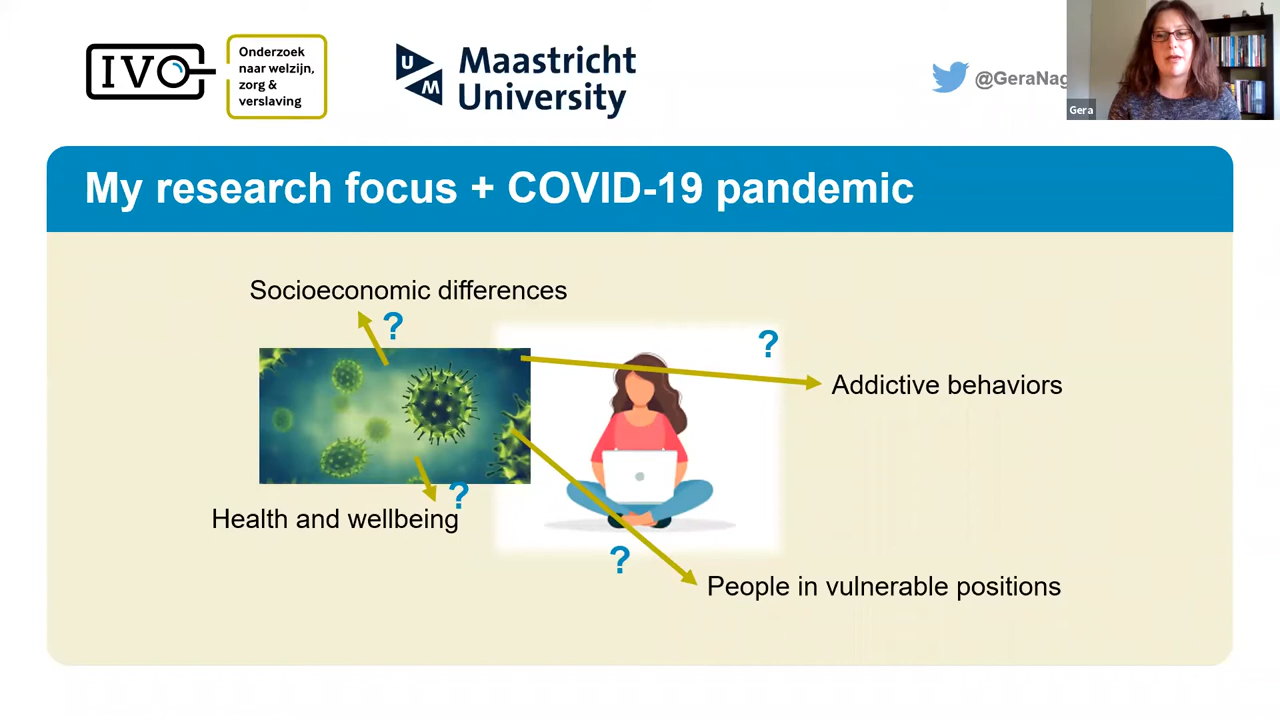 IVO
Onderzoek
naar welzijn,
zorg &
verslaving
UM
Maastricht
University
@GeraNag
Gera
My research focus + COVID-19 pandemic
Socioeconomic differences
?
?
Addictive behaviors
Health and wellbeing
?
?
People in vulnerable positions